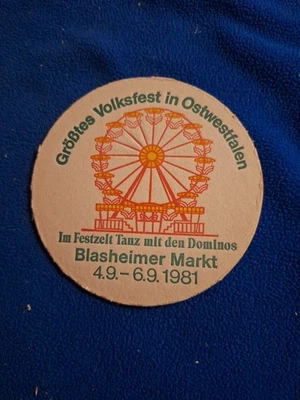 Größtes Volksfest in Ostwestfalen
Im Festzelt Tanz mit den Dominos
Blasheimer Markt
4.9.–6.9.1981